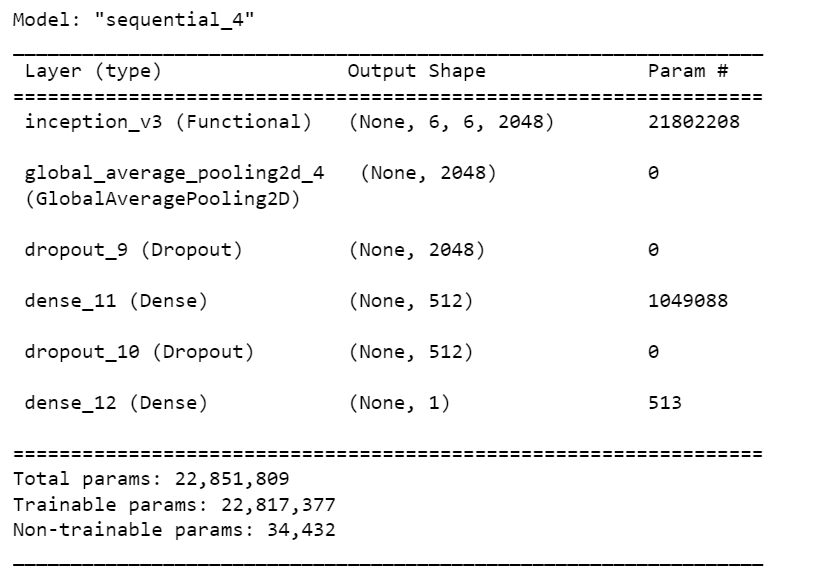 Model: "sequential_4"
Layer (type) Output Shape Param #
inception_v3 (Functional) (None, 6, 6, 2048) 21802208
global_average_pooling2d_4 (None, 2048) 0
(GlobalAveragePooling2D)
dropout_9 (Dropout) (None, 2048) 0
dense_11 (Dense) (None, 512) 1049088
dropout_10 (Dropout) (None, 512) 0
dense_12 (Dense) (None, 1) 513
Total params: 22,851,809
Trainable params: 22,817,377
Non-trainable params: 34,432